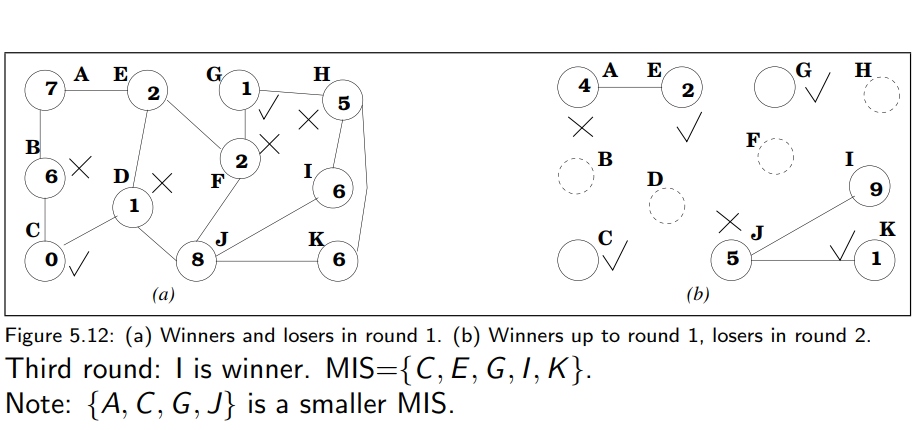 A E G H
7 2 1 5
B
6 D 2 I
F 6
1
C J K
0 8 6
(a)
A E G H
4 2
F
B I
D 9
C J K
5 1
(b)
Figure 5.12: (a) Winners and losers in round 1. (b) Winners up to round 1, losers in round 2.
Third round: I is winner. MIS={C, E, G, I, K}.
Note: {A, C, G, J} is a smaller MIS.